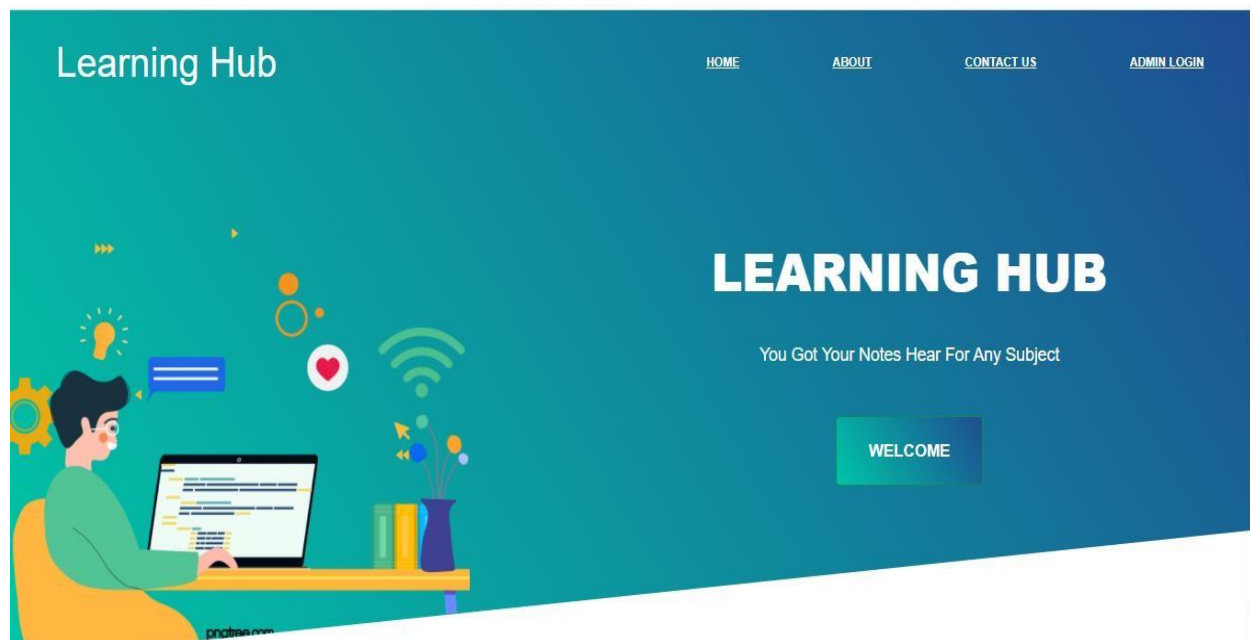 Learning Hub
HOME ABOUT CONTACT US ADMIN LOGIN
LEARNING HUB
You Got Your Notes Hear For Any Subject
WELCOME
pngtree.com